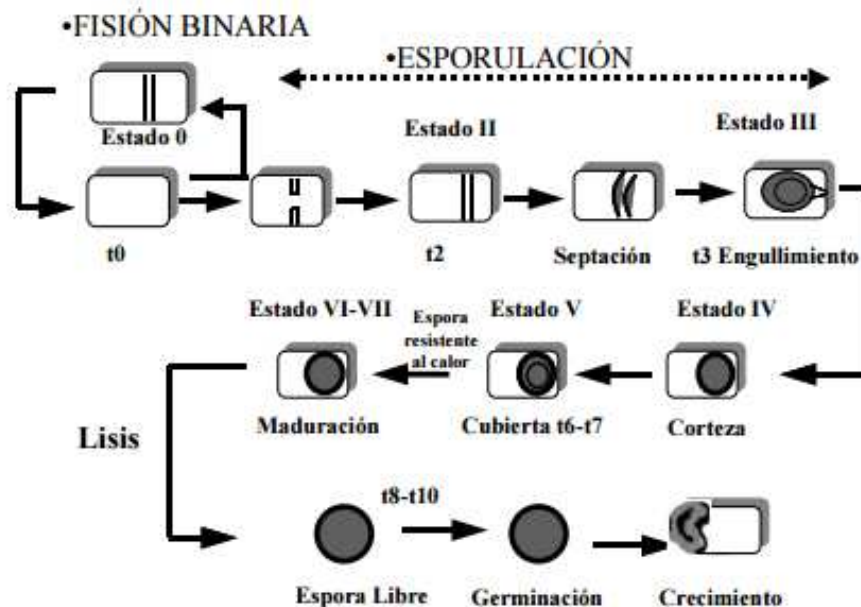 •FISIÓN BINARIA
•ESPORULACIÓN
Estado 0
Estado II
Estado III
t0
t2
Septación
t3 Engullimiento
Estado VI-VII
Espora
resistente
al calor
Estado V
Estado IV
Maduración
Cubierta t6-t7
Corteza
Lisis
t8-t10
Espora Libre
Germinación
Crecimiento